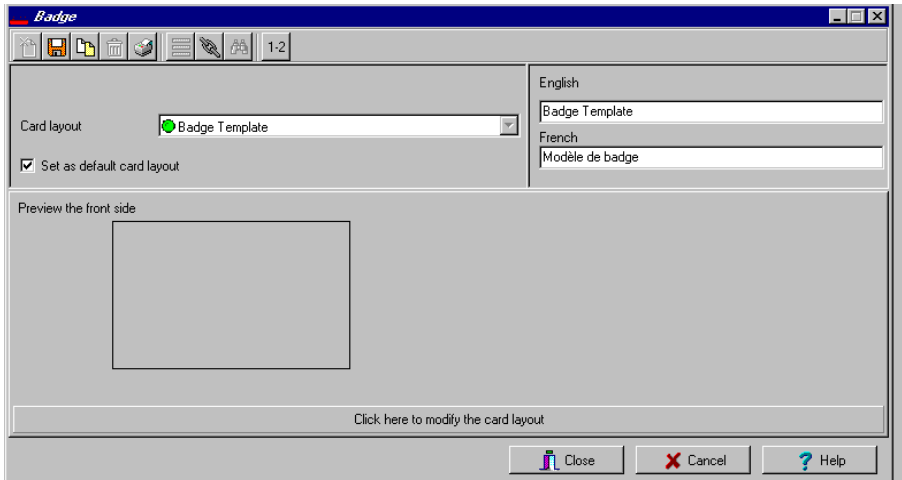 Badge
1-2
English
Badge Template
Card layout
Badge Template
French
Modèle de badge
Set as default card layout
Preview the front side
Click here to modify the card layout
Close
Cancel
Help